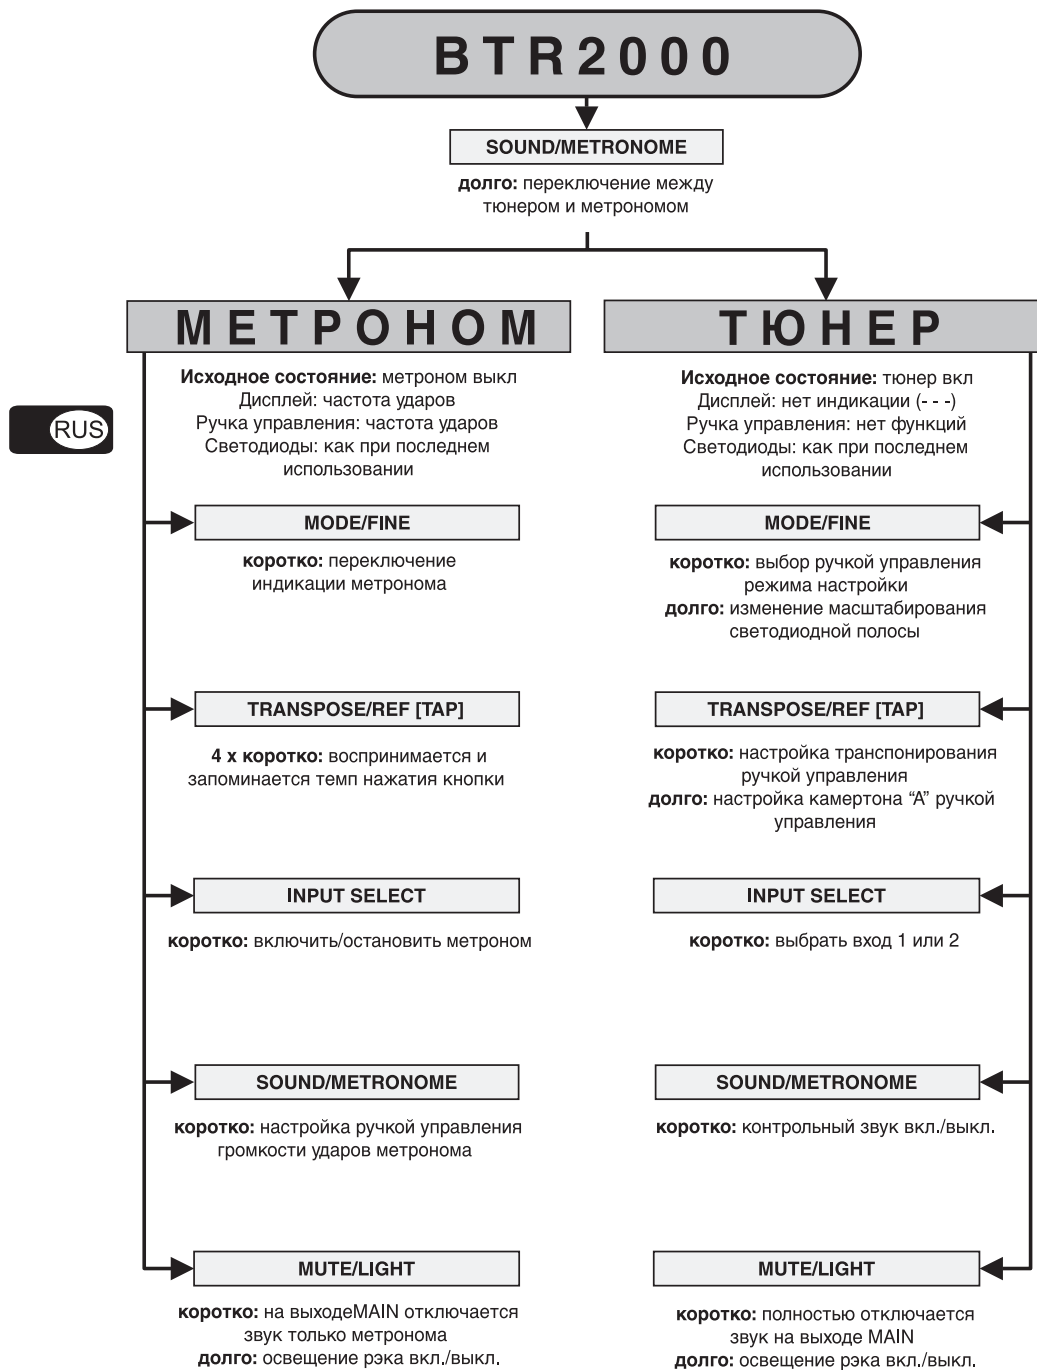 BTR2000
SOUND/METRONOME
долго: переключение между
тюнером и метрономом
МЕТРОНОМ
Исходное состояние: метроном выкл
Дисплей: частота ударов
Ручка управления: частота ударов
Светодиоды: как при последнем
использовании
RUS
MODE/FINE
коротко: переключение
индикации метронома
TRANSPOSE/REF [TAP]
4 x коротко: воспринимается и
запоминается темп нажатия кнопки
INPUT SELECT
коротко: включить/остановить метроном
SOUND/METRONOME
коротко: настройка ручкой управления
громкости ударов метронома
MUTE/LIGHT
коротко: на выходеMAIN отключается
звук только метронома
долго: освещение рэка вкл./выкл.
ТЮНЕР
Исходное состояние: тюнер вкл
Дисплей: нет индикации (- - -)
Ручка управления: нет функций
Светодиоды: как при последнем
использовании
MODE/FINE
коротко: выбор ручкой управления
режима настройки
долго: изменение масштабирования
светодиодной полосы
TRANSPOSE/REF [TAP]
коротко: настройка транспонирования
ручкой управления
долго: настройка камертона “A” ручкой
управления
INPUT SELECT
коротко: выбрать вход 1 или 2
SOUND/METRONOME
коротко: контрольный звук вкл./выкл.
MUTE/LIGHT
коротко: полностью отключается
звук на выходе MAIN
долго: освещение рэка вкл./выкл.